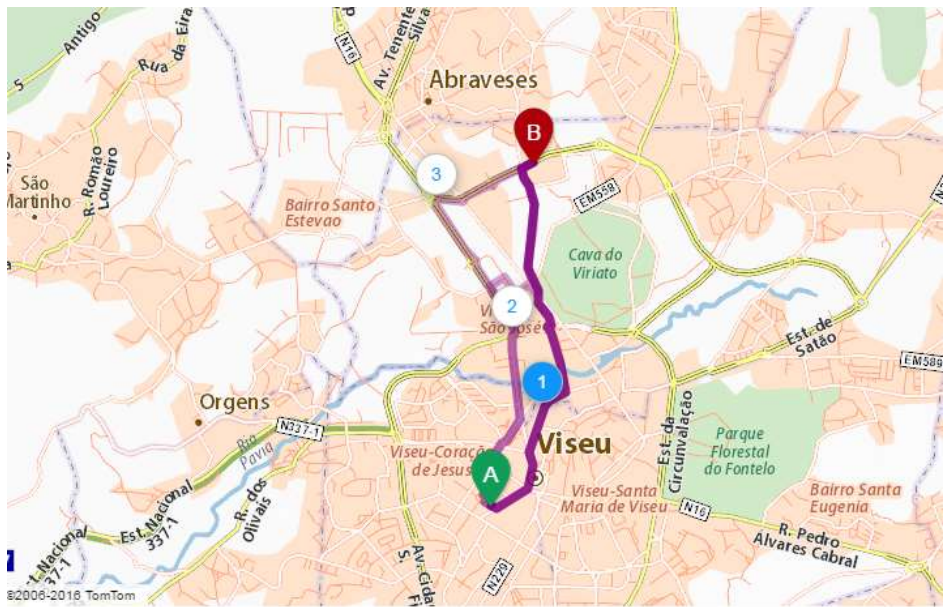 Antigo
5
Rua da Eira
N16
Av. Tenente
Silva
Abraveses
B
3
São
Martinho
R. Romão
Loureiro
Bairro Santo
Estevao
EM558
Cava do
Viriato
2
São José
Est. de
Satão
EM589
1
Orgens
N337-1
Rio
Pavia
Viseu-Coração
de Jesus
A
Viseu
Est. da
Circunvalação
Parque
Florestal
do Fontelo
Viseu-Santa
Maria de Viseu
Bairro Santa
Eugenia
N16
R. Pedro
Alvares Cabral
Est. Nacional
337-1
R. dos
Olivais
Av. Cida
S.
N229
©2006-2016 TomTom